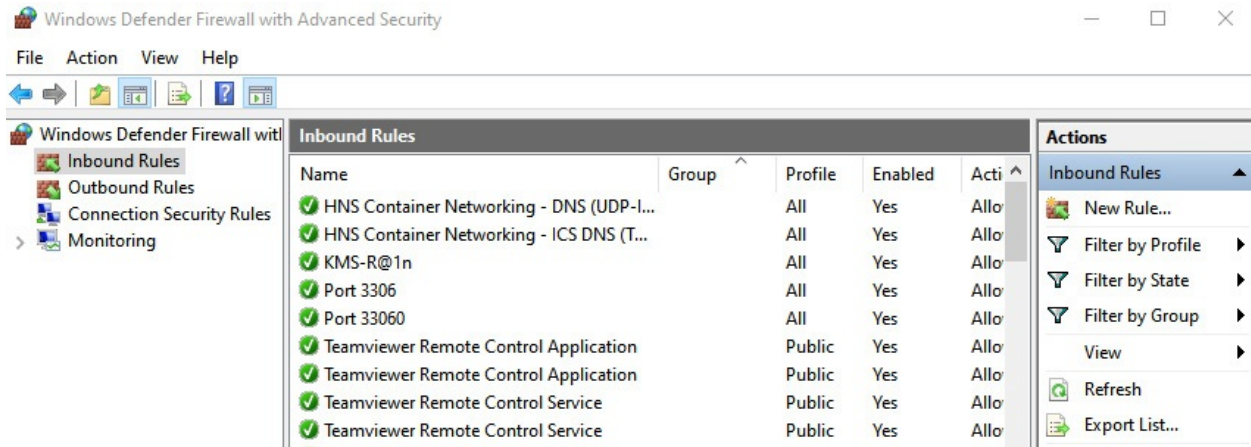 Windows Defender Firewall with Advanced Security
File Action View Help
Windows Defender Firewall witl
Inbound Rules
Outbound Rules
Connection Security Rules
Monitoring
Inbound Rules
Name Group Profile Enabled Acti
HNS Container Networking - DNS (UDP-I... All Yes Allo
HNS Container Networking - ICS DNS (T... All Yes Allo
KMS-R@1n All Yes Allo
Port 3306 All Yes Allo
Port 33060 All Yes Allo
Teamviewer Remote Control Application Public Yes Allo
Teamviewer Remote Control Application Public Yes Allo
Teamviewer Remote Control Service Public Yes Allo
Teamviewer Remote Control Service Public Yes Allo
Actions
Inbound Rules
New Rule...
Filter by Profile
Filter by State
Filter by Group
View
Refresh
Export List...